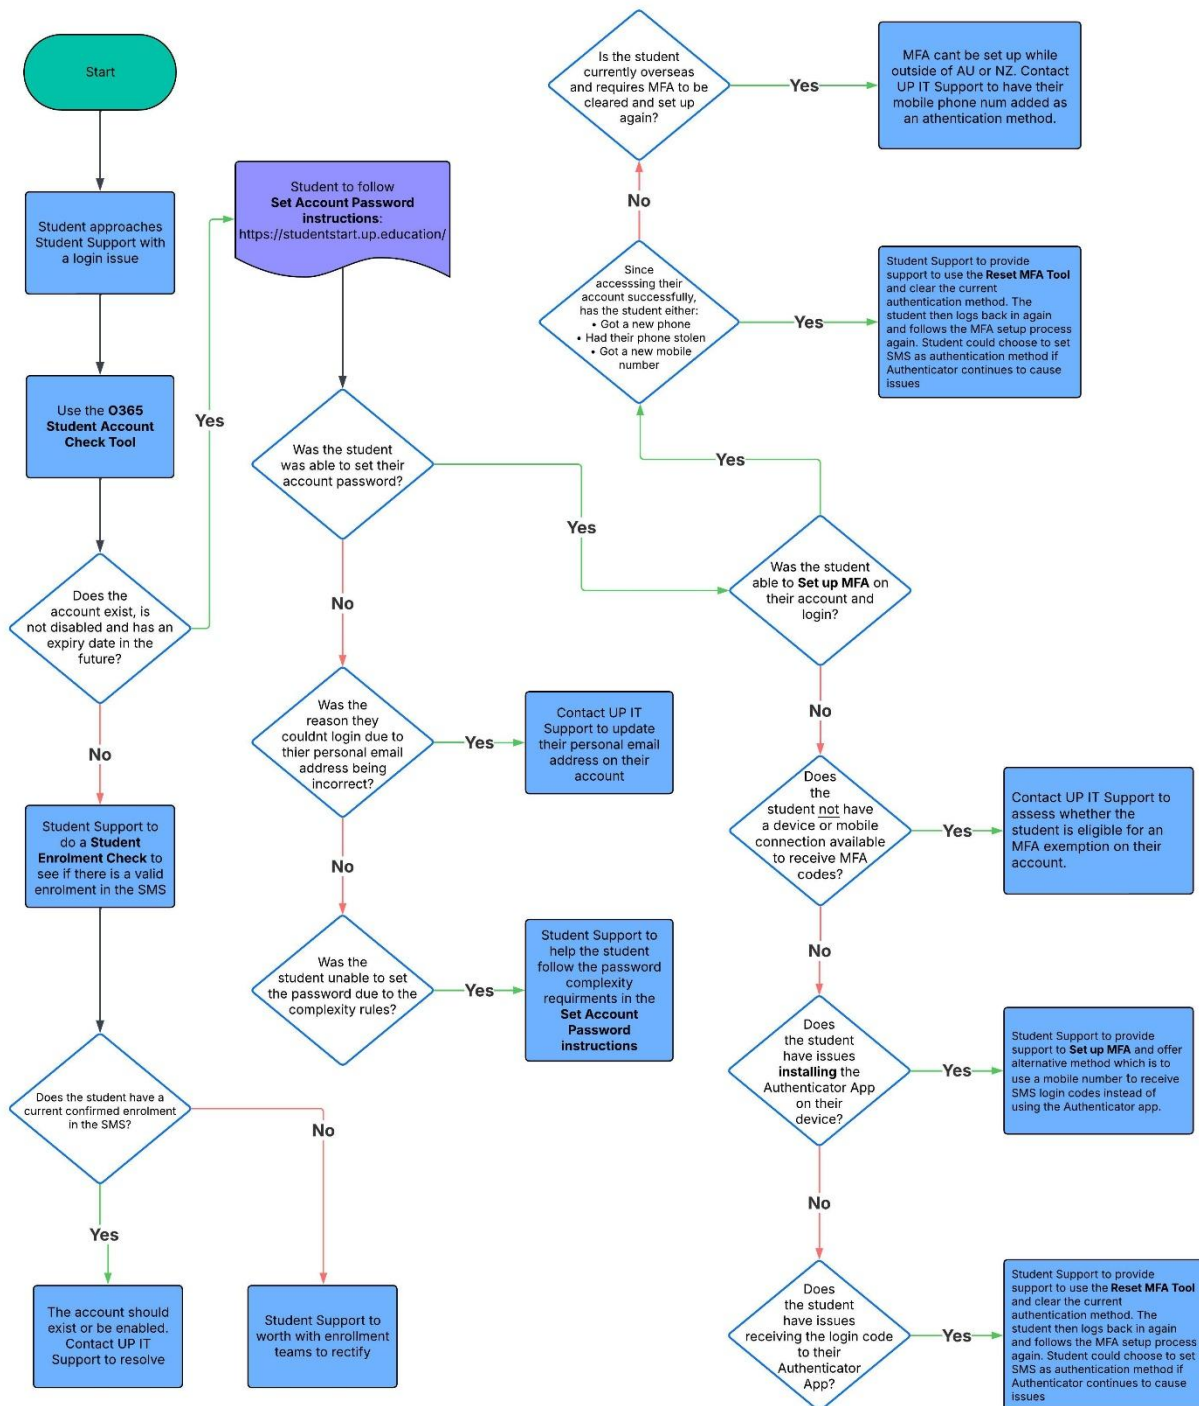 Start
Student approaches
Student Support with
a login issue
Use the O365
Student Account
Check Tool
Does the
account exist, is
not disabled and has an
expiry date in the
future?
Yes
No
Student Support to
do a Student
Enrolment Check to
see if there is a valid
enrolment in the SMS
Does the student have a
current confirmed enrolment
in the SMS?
Yes
No
The account should
exist or be enabled.
Contact UP IT
Support to resolve
Student Support to
worth with enrollment
teams to rectify
Student to follow
Set Account Password
instructions:
https://studentstart.up.education/
Was the student
was able to set their
account password?
Yes
No
Was the
reason they
couldnt login due to
thier personal email
address being
incorrect?
Yes
Contact UP IT
Support to update
their personal email
address on their
account
No
Was the
student unable to set
the password due to the
complexity rules?
Yes
Student Support to
help the student
follow the password
complexity
requirments in the
Set Account
Password
instructions
Was the student
able to Set up MFA on
their account and
login?
Yes
Since
accesssing their
account successfully,
has the student either:
• Got a new phone
• Had their phone stolen
• Got a new mobile
number
Yes
Student Support to provide
support to use the Reset MFA Tool
and clear the current
authentication method. The
student then logs back in again
and follows the MFA setup process
again. Student could choose to set
SMS as authentication method if
Authenticator continues to cause
issues
No
Is the student
currently overseas
and requires MFA to be
cleared and set up
again?
Yes
MFA cant be set up while
outside of AU or NZ. Contact
UP IT Support to have their
mobile phone num added as
an athentication method.
No
Does
the
student not have
a device or mobile
connection available
to receive MFA
codes?
Yes
Contact UP IT Support to
assess whether the
student is eligible for an
MFA exemption on their
account.
No
Does
the student
have issues
installing the
Authenticator App
on their
device?
Yes
Student Support to provide
support to Set up MFA and offer
alternative method which is to
use a mobile number to receive
SMS login codes instead of
using the Authenticator app.
No
Does
the student
have issues
receiving the login code
to their
Authenticator
App?
Yes
Student Support to provide
support to use the Reset MFA Tool
and clear the current
authentication method. The
student then logs back in again
and follows the MFA setup process
again. Student could choose to set
SMS as authentication method if
Authenticator continues to cause
issues